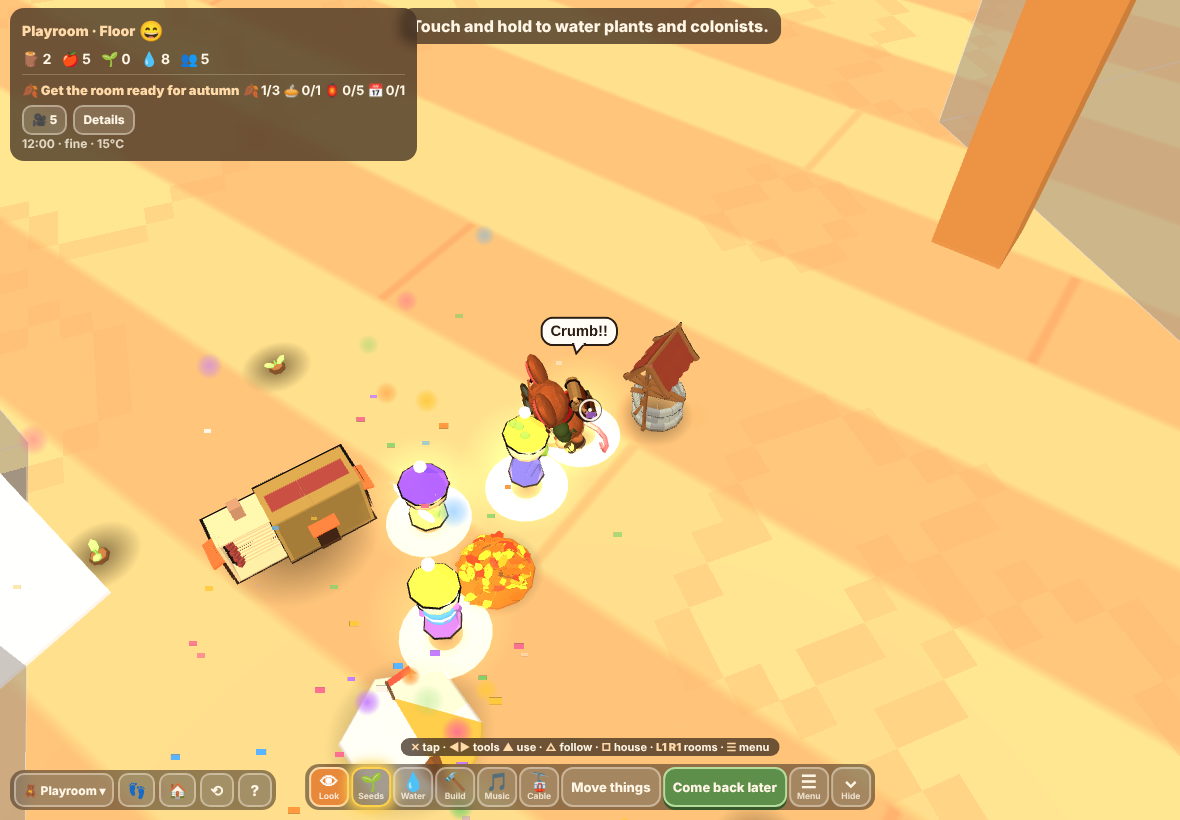 Playroom · Floor
2 5 0 8 5
Get the room ready for autumn 1/3 0/1 0/5 0/1
5 Details
12:00 · fine · 15°C
Touch and hold to water plants and colonists.
Crumb!!
tap · tools use · follow · house · L1 R1 rooms · menu
Playroom ▾
?
Look
Seeds
Water
Build
Music
Cable
Move things
Come back later
Menu
Hide